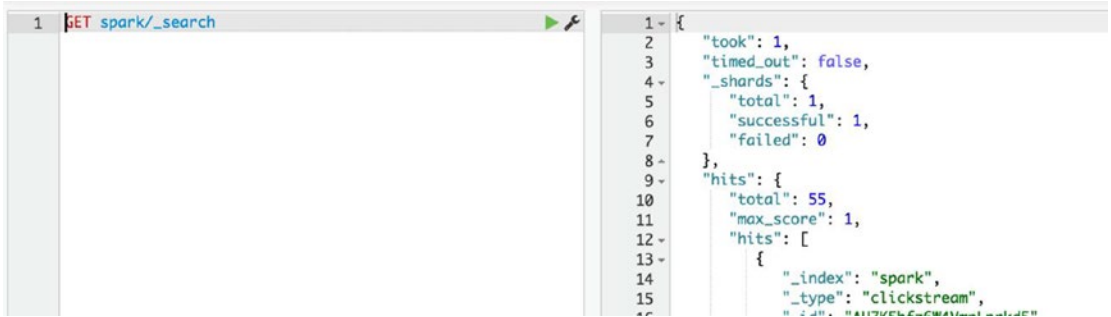 1 GET spark/_search
1 {
2 "took": 1,
3 "timed_out": false,
4 "_shards": {
5 "total": 1,
6 "successful": 1,
7 "failed": 0
8 },
9 "hits": {
10 "total": 55,
11 "max_score": 1,
12 "hits": [
13 {
14 "_index": "spark",
15 "_type": "clickstream",
16 "_id":